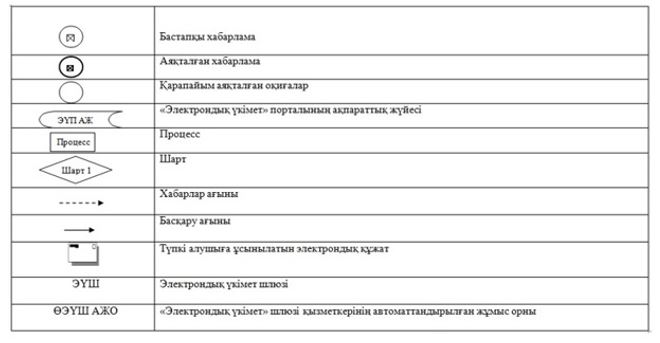 Бастапқы хабарлама
Аяқталған хабарлама
Қарапайым аяқталған оқиғалар
ЭҮП АЖ
«Электрондық үкімет» порталының ақпараттық жүйесі
Процесс
Процесс
Шарт 1
Шарт
Хабарлар ағыны
Басқару ағыны
Түпкі алушыға ұсынылатын электрондық құжат
ЭҮШ
Электрондық үкімет шлюзі
ӨЭҮШ АЖО
«Электрондық үкімет» шлюзі қызметкерінің автоматтандырылған жұмыс орны